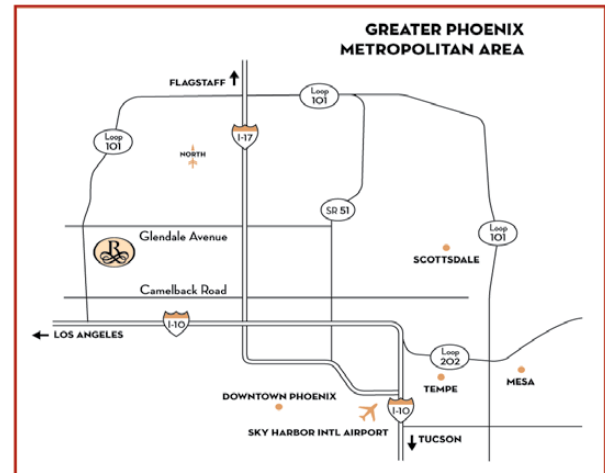 GREATER PHOENIX
METROPOLITAN AREA
FLAGSTAFF
Loop
101
Loop
101
I-17
NORTH
SR 51
Loop
101
R
Glendale Avenue
SCOTTSDALE
Camelback Road
I-10
LOS ANGELES
Loop
202
TEMPE
MESA
DOWNTOWN PHOENIX
I-10
SKY HARBOR INTL AIRPORT
TUCSON